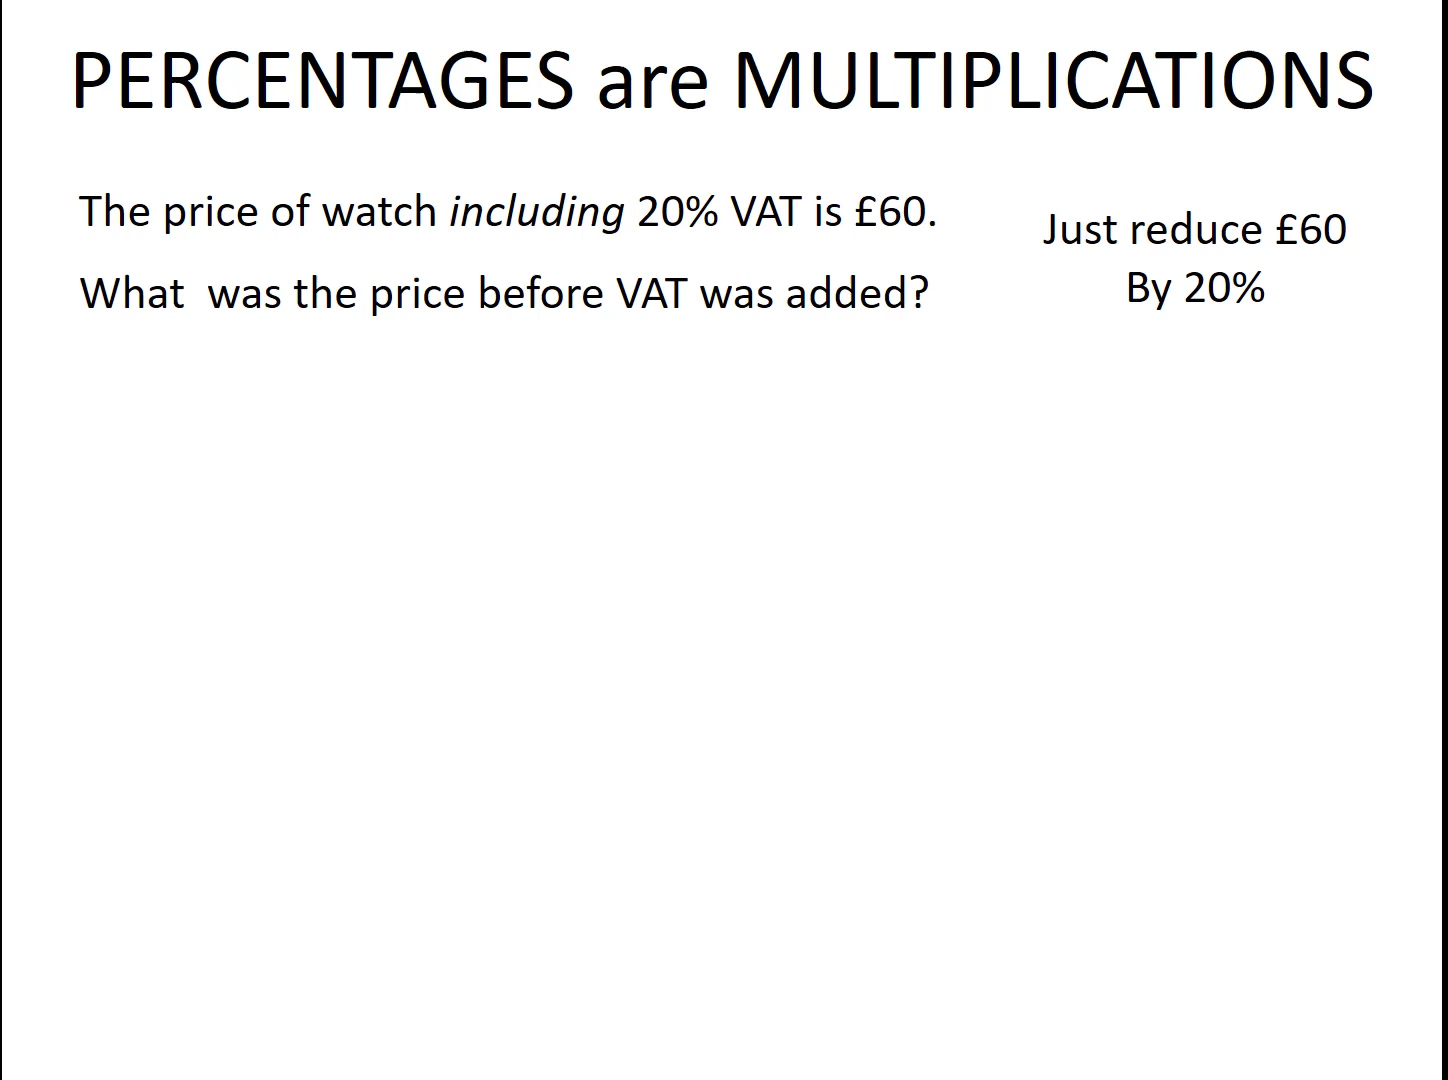 PERCENTAGES are MULTIPLICATIONS
The price of watch including 20% VAT is £60.
What  was the price before VAT was added?
Just reduce £60
By 20%